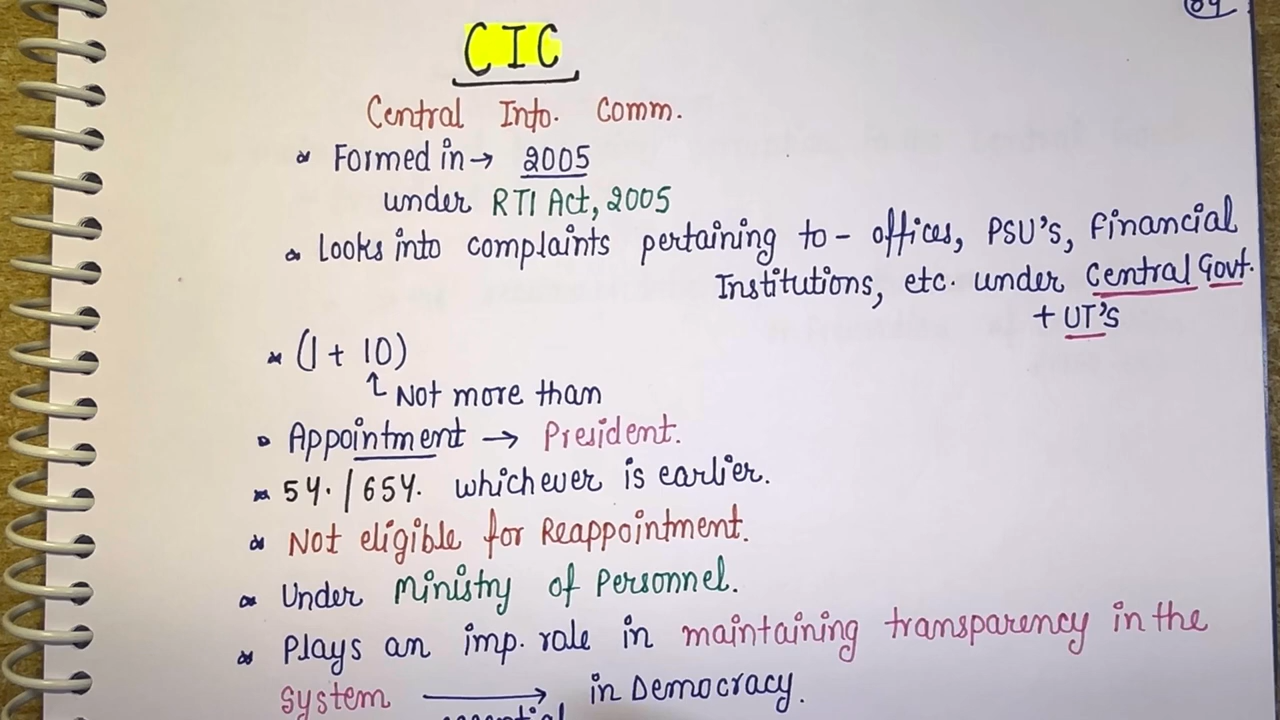 CIC
Central Info. Comm.
Formed in → 2005
under RTI Act, 2005
Looks into complaints pertaining to - offices, PSU's, Financial
Institutions, etc. under Central Govt.
+ UT's
(1 + 10)
↑ Not more than
Appointment → President.
5y. / 65y. whichever is earlier.
Not eligible for Reappointment.
Under Ministry of Personnel.
Plays an imp. role in maintaining transparency in the
System → in Democracy.
essential